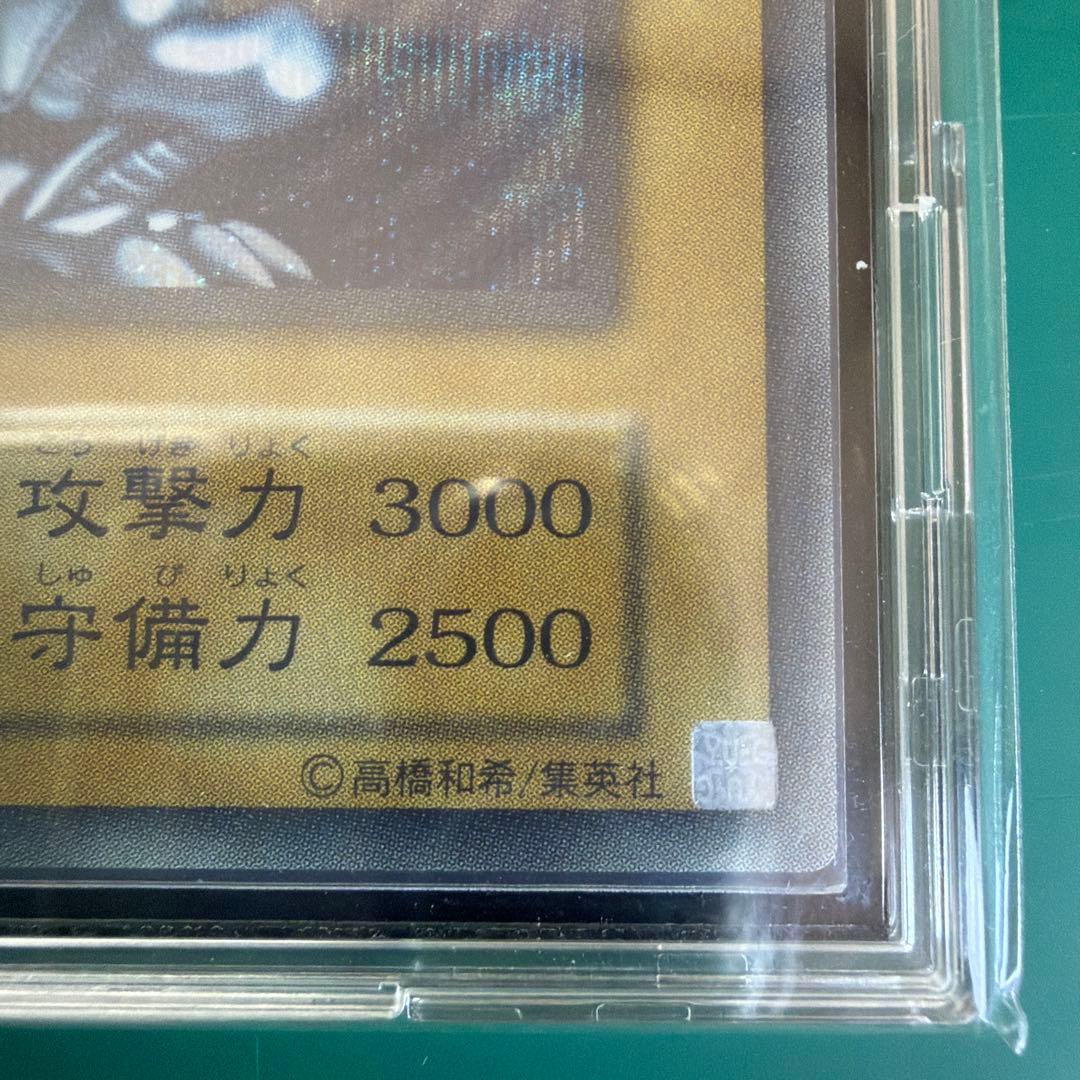 こう げき りょく
攻撃力 3000
しゅ び りょく
守備力 2500
©高橋和希/集英社